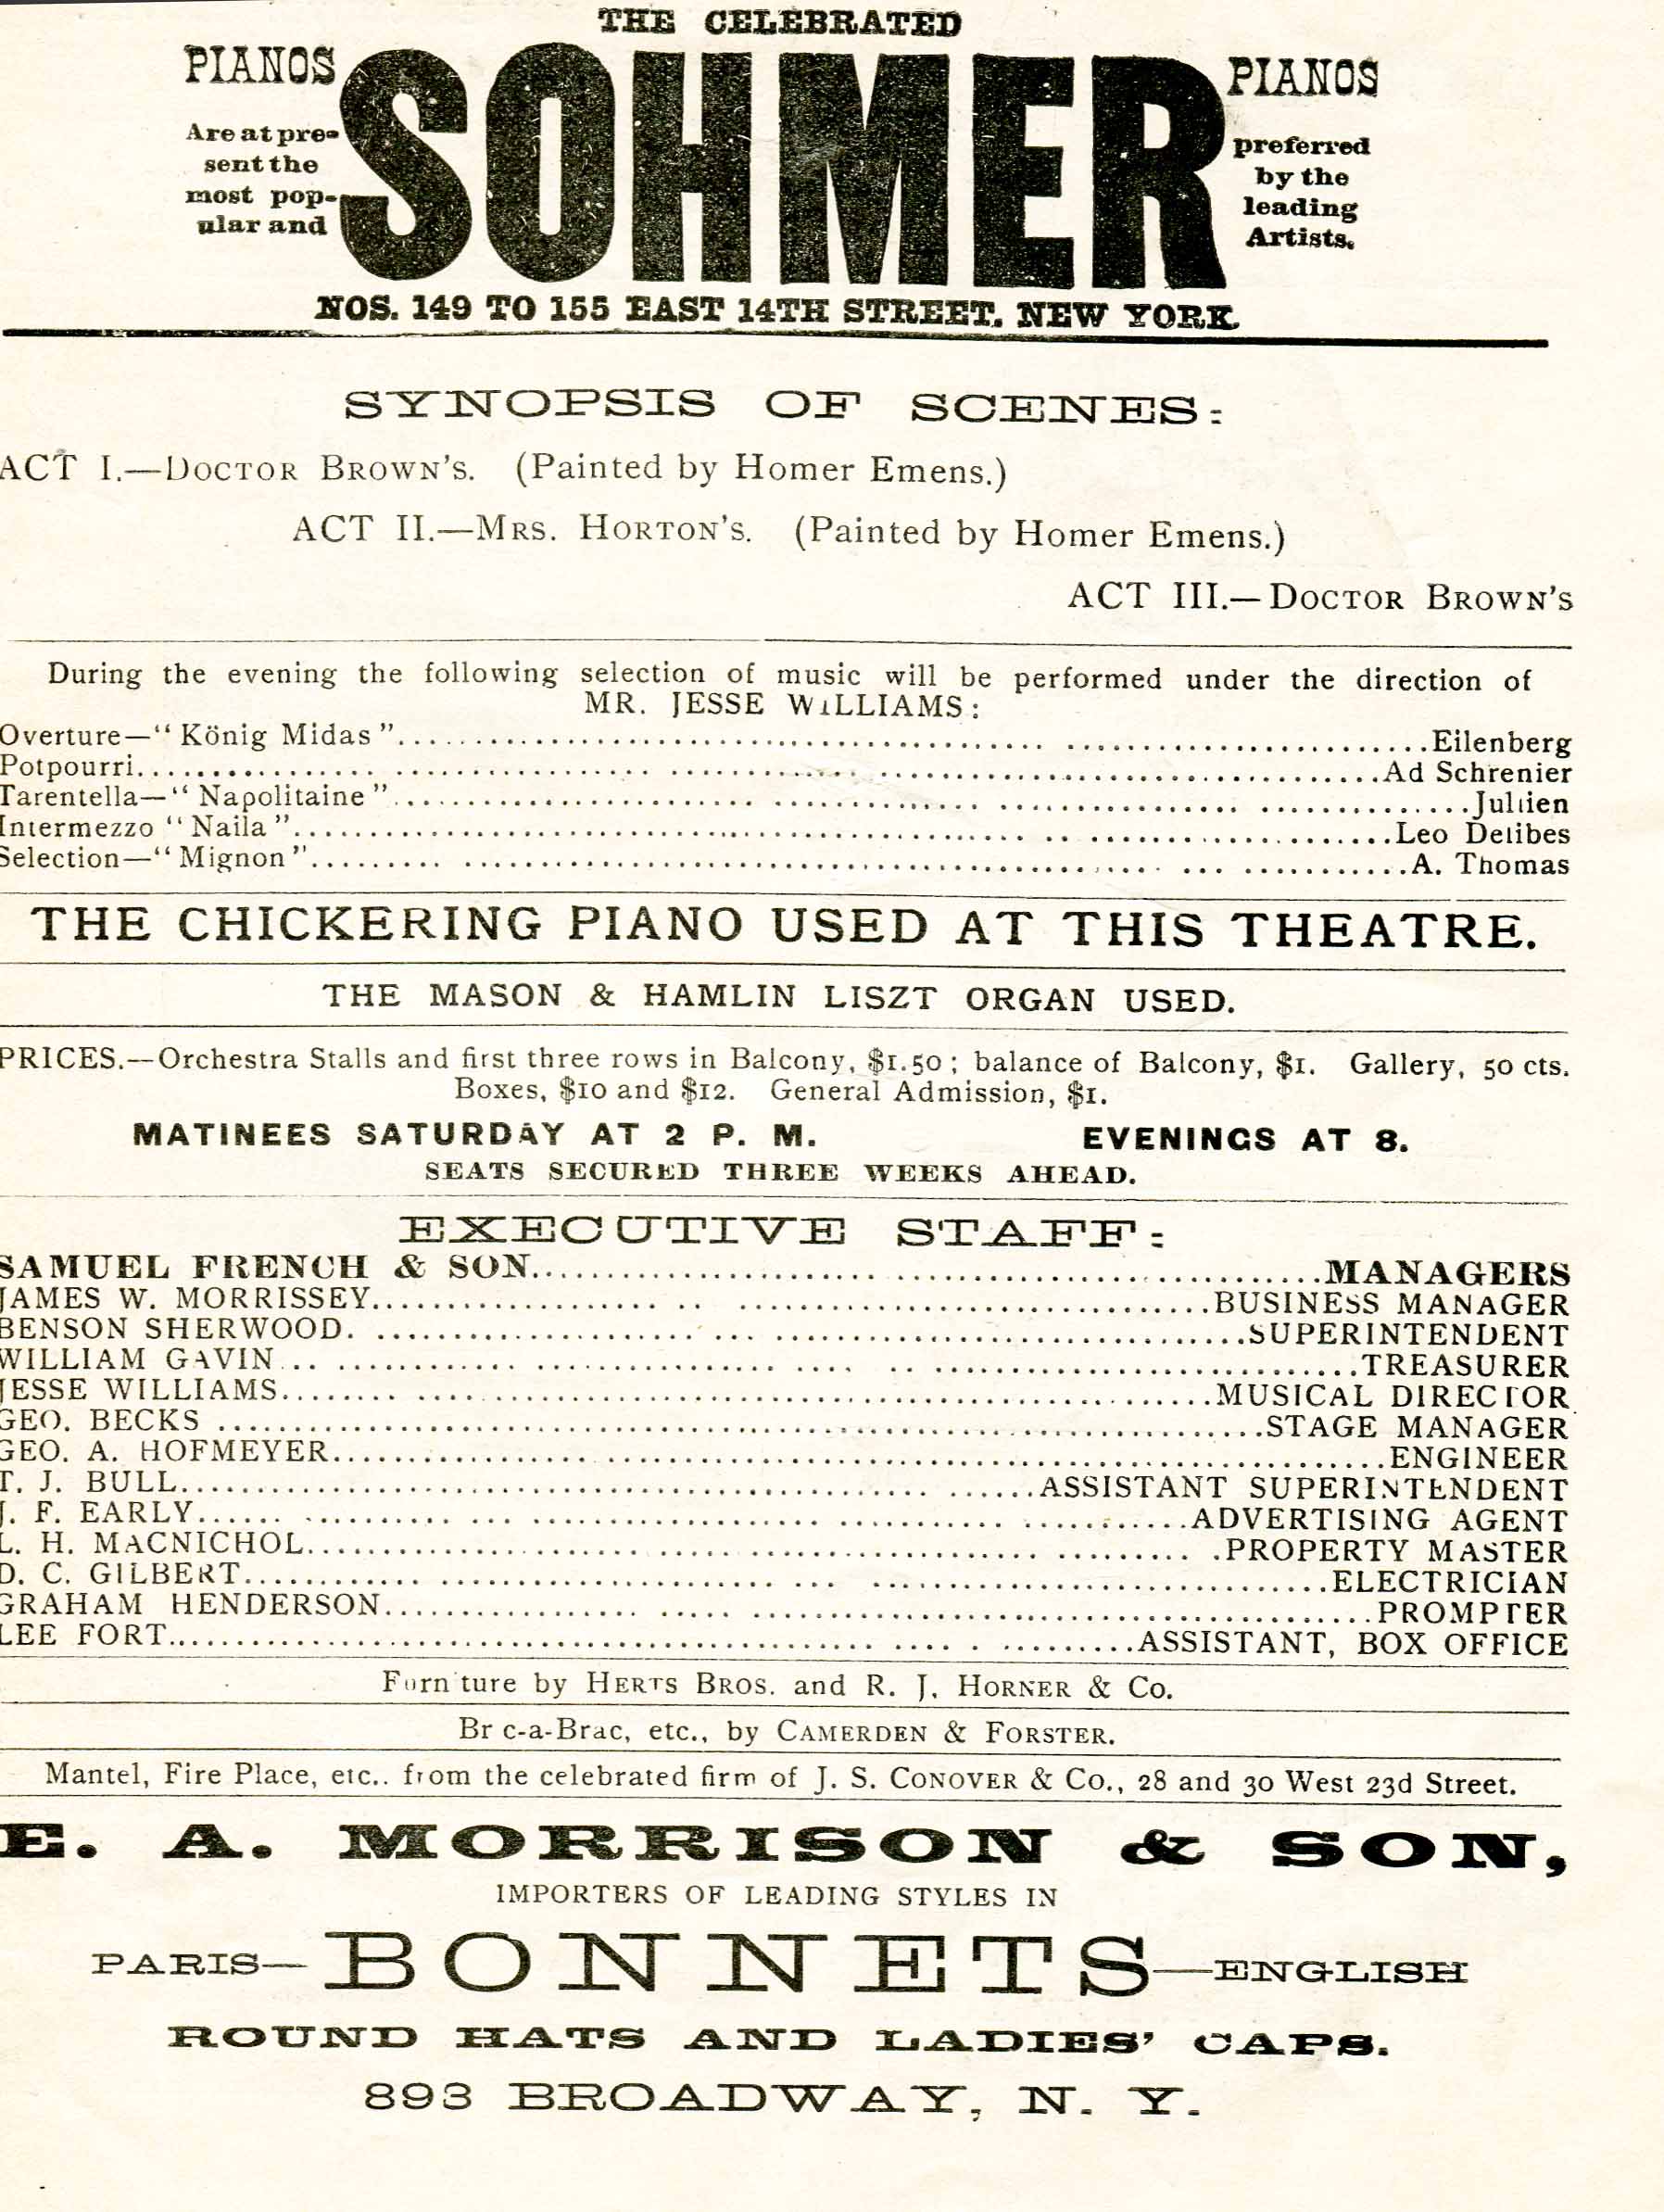 THE CELEBRATED
PIANOS
Are at pre-
sent the
most pop-
ular and
SOHMER
PIANOS
preferred
by the
leading
Artists.
NOS. 149 TO 155 EAST 14TH STREET. NEW YORK
SYNOPSIS OF SCENES:
ACT I.—DOCTOR BROWN'S. (Painted by Homer Emens.)
ACT II.—MRS. HORTON'S. (Painted by Homer Emens.)
ACT III.—DOCTOR BROWN'S
During the evening the following selection of music will be performed under the direction of
MR. JESSE WILLIAMS:
Overture—“König Midas”........Eilenberg
Potpourri........Ad Schrenier
Tarentella—“Napolitaine”........Jullien
Intermezzo “Naila”........Leo Delibes
Selection—“Mignon”........A. Thomas
THE CHICKERING PIANO USED AT THIS THEATRE.
THE MASON & HAMLIN LISZT ORGAN USED.
PRICES.—Orchestra Stalls and first three rows in Balcony, $1.50; balance of Balcony, $1. Gallery, 50 cts.
Boxes, $10 and $12. General Admission, $1.
MATINEES SATURDAY AT 2 P. M. EVENINGS AT 8.
SEATS SECURED THREE WEEKS AHEAD.
EXECUTIVE STAFF:
SAMUEL FRENCH & SON........MANAGERS
JAMES W. MORRISSEY........BUSINESS MANAGER
BENSON SHERWOOD........SUPERINTENDENT
WILLIAM GAVIN........TREASURER
JESSE WILLIAMS........MUSICAL DIRECTOR
GEO. BECKS........STAGE MANAGER
GEO. A. HOFMEYER........ENGINEER
T. J. BULL........ASSISTANT SUPERINTENDENT
J. F. EARLY........ADVERTISING AGENT
L. H. MACNICHOL........PROPERTY MASTER
D. C. GILBERT........ELECTRICIAN
GRAHAM HENDERSON........PROMPTER
LEE FORT........ASSISTANT, BOX OFFICE
Furn ture by HERTS BROS. and R. J. HORNER & CO.
Br c-a-Brac, etc., by CAMERDEN & FORSTER.
Mantel, Fire Place, etc.. from the celebrated firm of J. S. CONOVER & CO., 28 and 30 West 23d Street.
E. A. MORRISON & SON,
IMPORTERS OF LEADING STYLES IN
PARIS—BONNETS—ENGLISH
ROUND HATS AND LADIES' CAPS.
893 BROADWAY, N. Y.